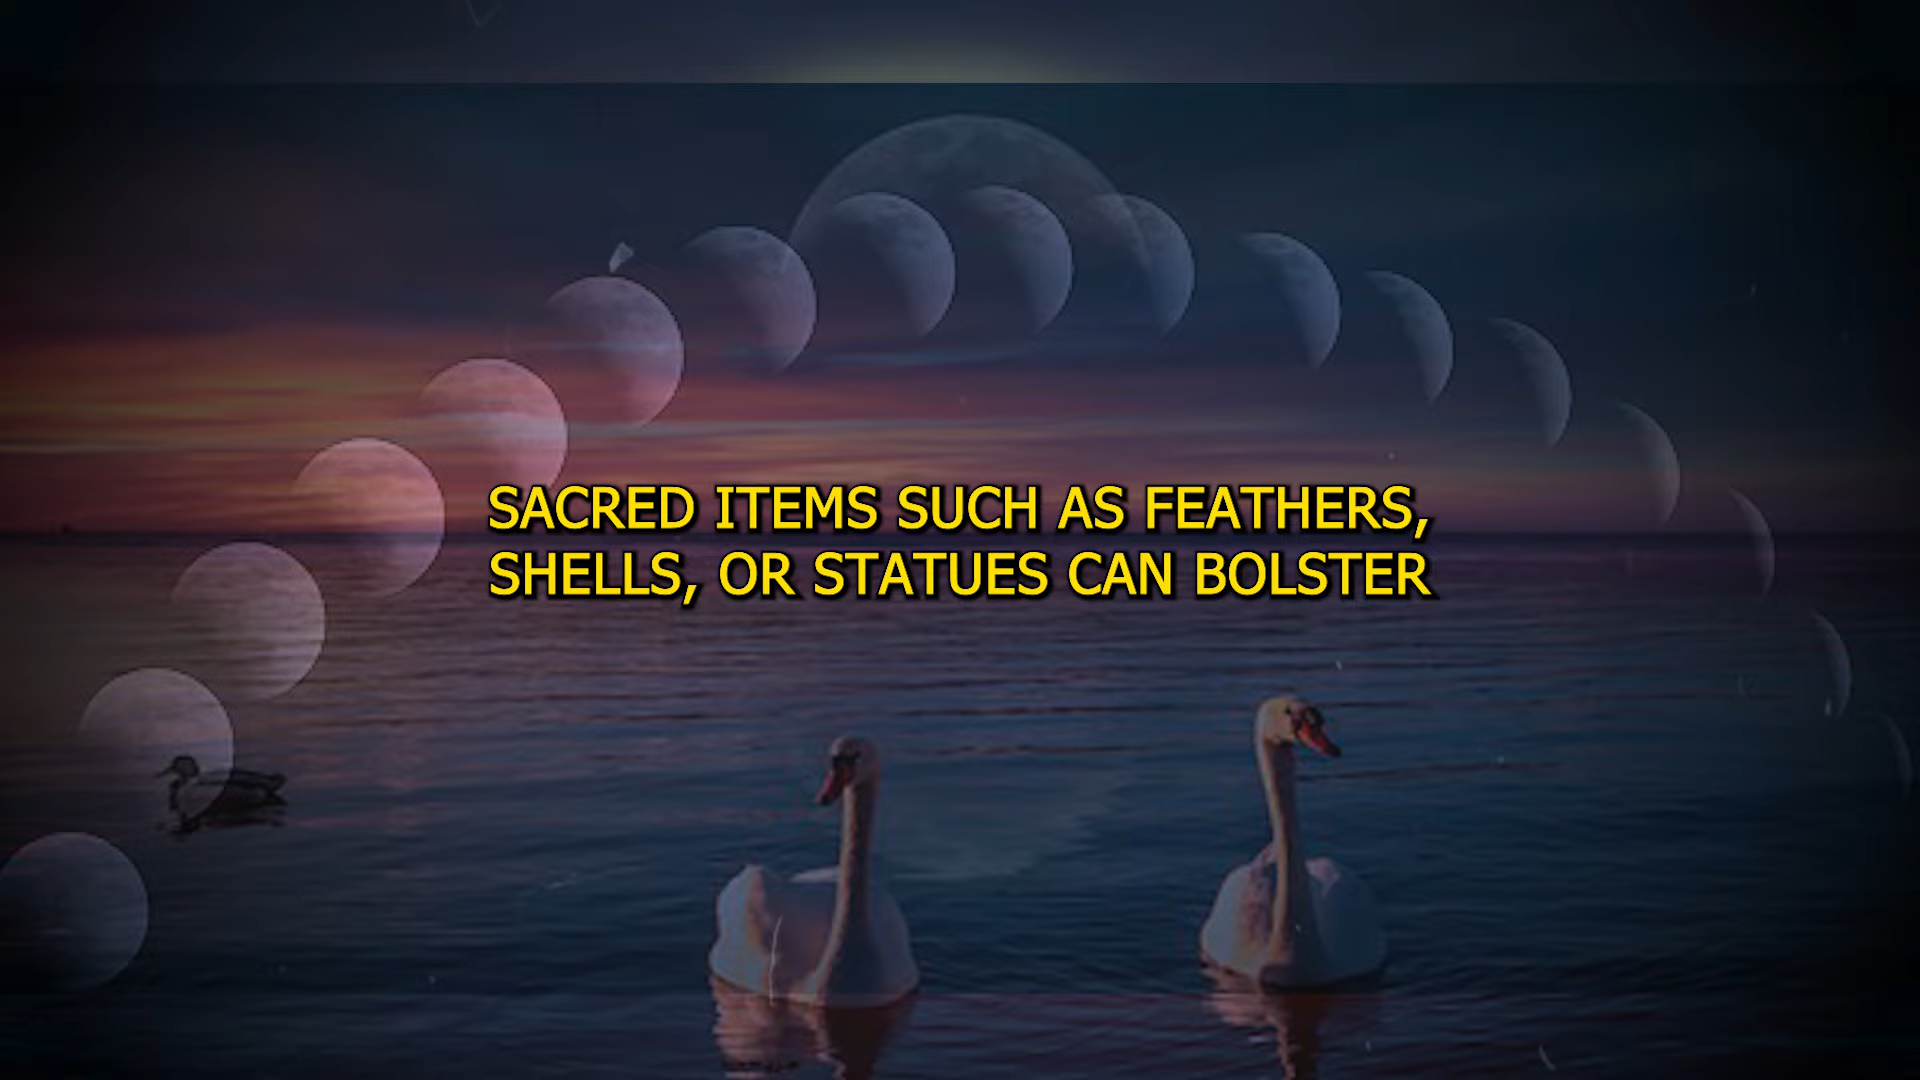 SACRED ITEMS SUCH AS FEATHERS,
SHELLS, OR STATUES CAN BOLSTER